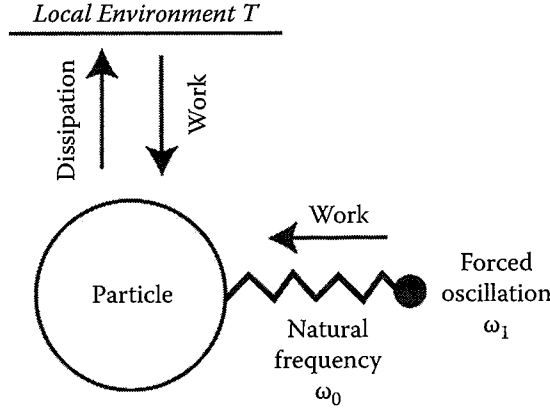 Local Environment T
Dissipation
Work
Work
Particle
Forced
oscillation
ω₁
Natural
frequency
ω₀